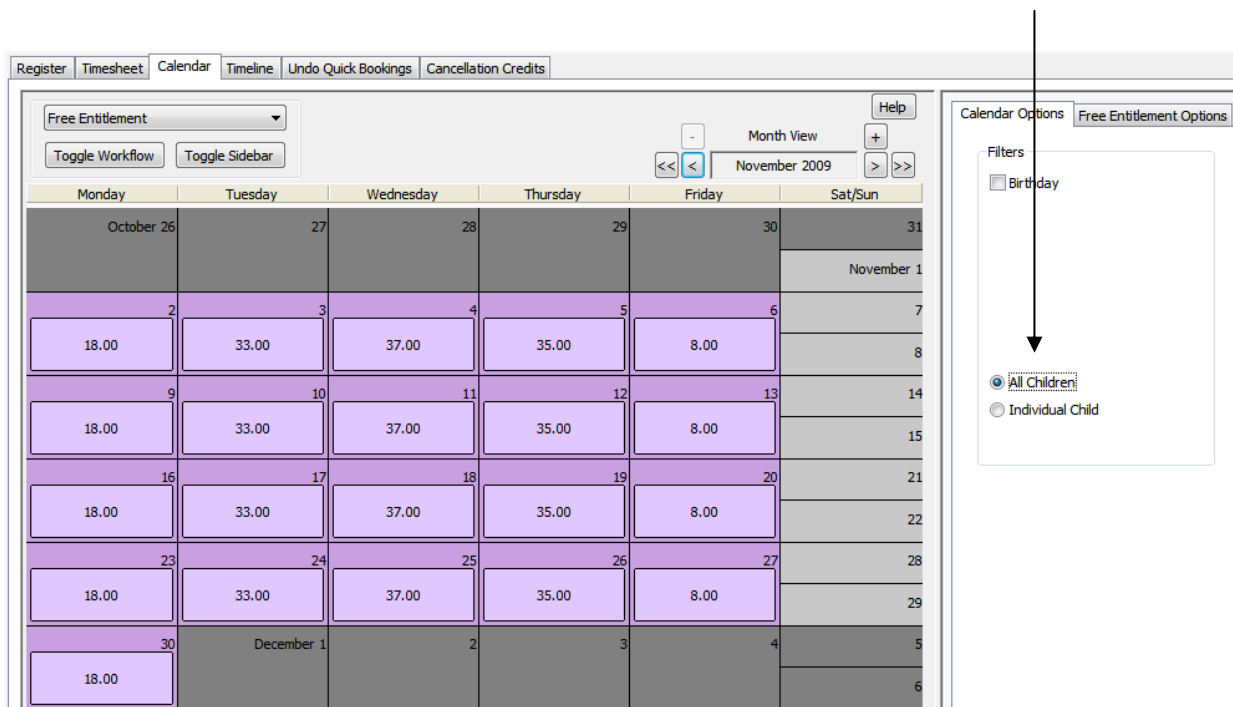 Register Timesheet Calendar Timeline Undo Quick Bookings Cancellation Credits
Free Entitlement
Help
Toggle Workflow Toggle Sidebar
- Month View +
<< < November 2009 > >>
Monday Tuesday Wednesday Thursday Friday Sat/Sun
October 26 27 28 29 30 31
November 1
2 3 4 5 6 7
18.00 33.00 37.00 35.00 8.00
8
9 10 11 12 13 14
18.00 33.00 37.00 35.00 8.00
15
16 17 18 19 20 21
18.00 33.00 37.00 35.00 8.00
22
23 24 25 26 27 28
18.00 33.00 37.00 35.00 8.00
29
30 December 1 2 3 4 5
18.00
6
Calendar Options Free Entitlement Options
Filters
Birthday
All Children
Individual Child